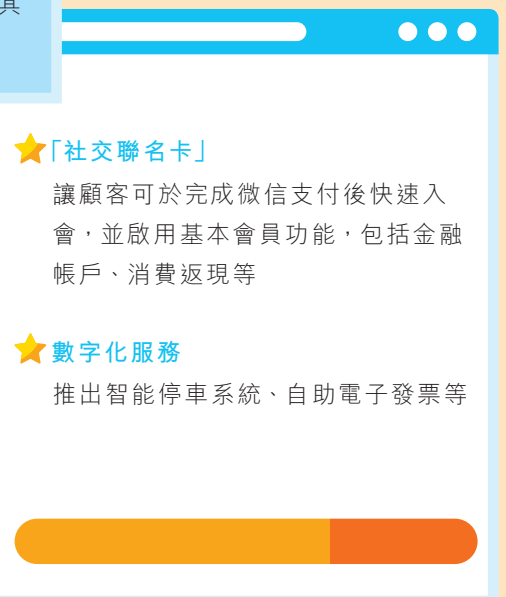 「社交聯名卡」
讓顧客可於完成微信支付後快速入
會，並啟用基本會員功能，包括金融
帳戶、消費返現等
數字化服務
推出智能停車系統、自助電子發票等